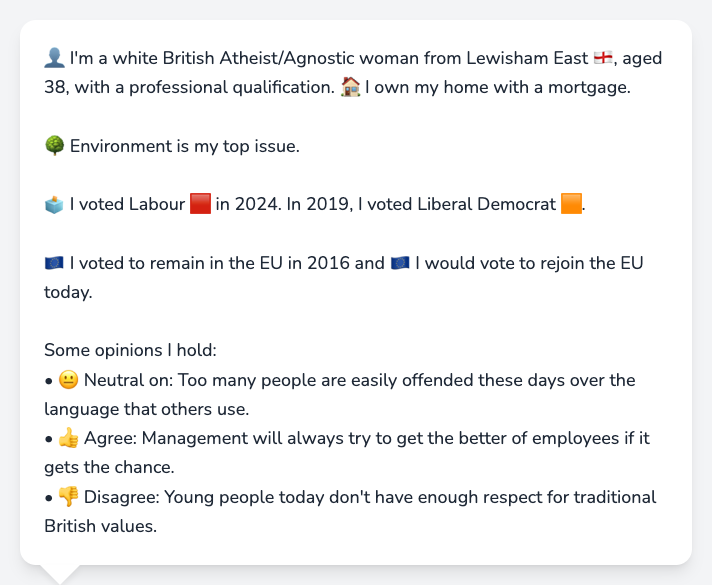 👤 I'm a white British Atheist/Agnostic woman from Lewisham East 🏴󠁧󠁢󠁥󠁮󠁧󠁿, aged
38, with a professional qualification. 🏠 I own my home with a mortgage.
🌳 Environment is my top issue.
🗳️ I voted Labour 🟥 in 2024. In 2019, I voted Liberal Democrat 🟧.
🇪🇺 I voted to remain in the EU in 2016 and 🇪🇺 I would vote to rejoin the EU
today.
Some opinions I hold:
• 😐 Neutral on: Too many people are easily offended these days over the
language that others use.
• 👍 Agree: Management will always try to get the better of employees if it
gets the chance.
• 👎 Disagree: Young people today don't have enough respect for traditional
British values.